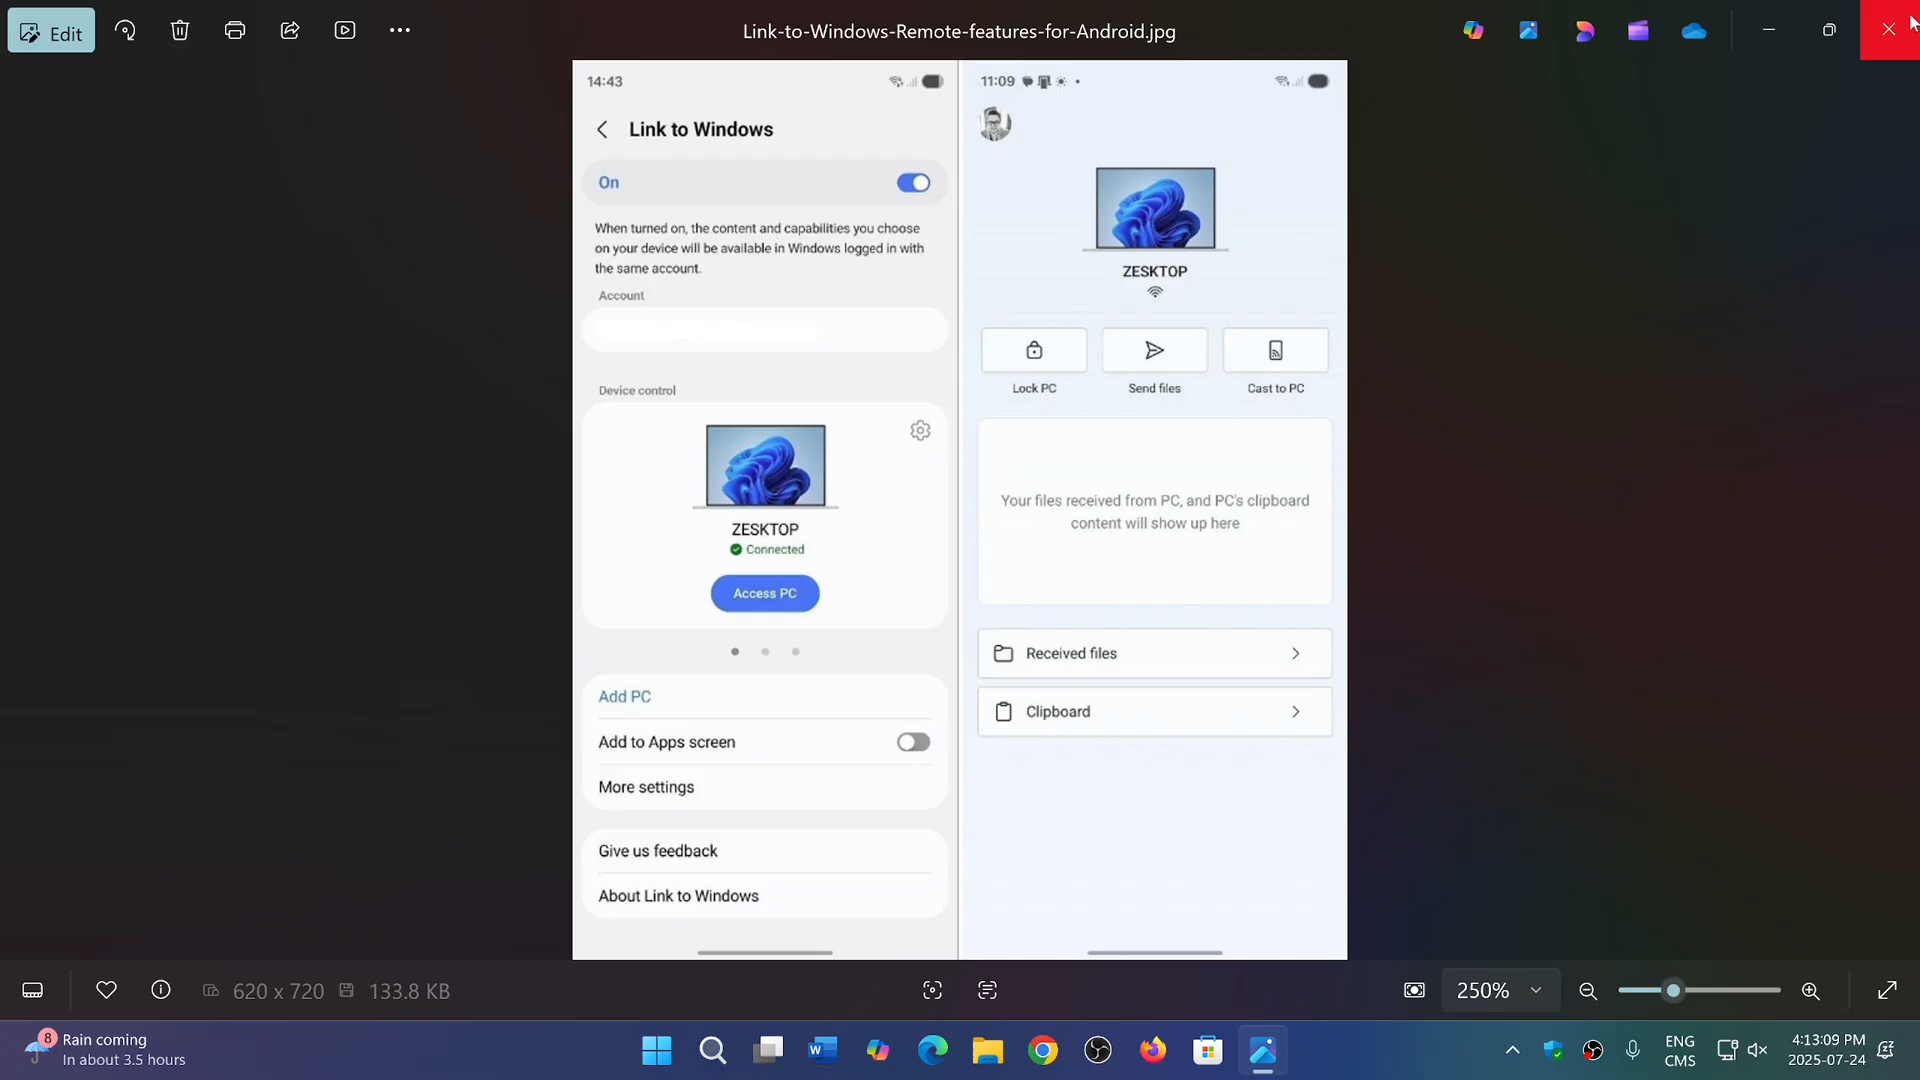 Edit
Link-to-Windows-Remote-features-for-Android.jpg
14:43
Link to Windows
On
When turned on, the content and capabilities you choose
on your device will be available in Windows logged in with
the same account.
Account
Device control
ZESKTOP
Connected
Access PC
Add PC
Add to Apps screen
More settings
Give us feedback
About Link to Windows
11:09
ZESKTOP
Lock PC
Send files
Cast to PC
Your files received from PC, and PC's clipboard
content will show up here
Received files
Clipboard
620 x 720
133.8 KB
250%
8
Rain coming
In about 3.5 hours
ENG
CMS
4:13:09 PM
2025-07-24